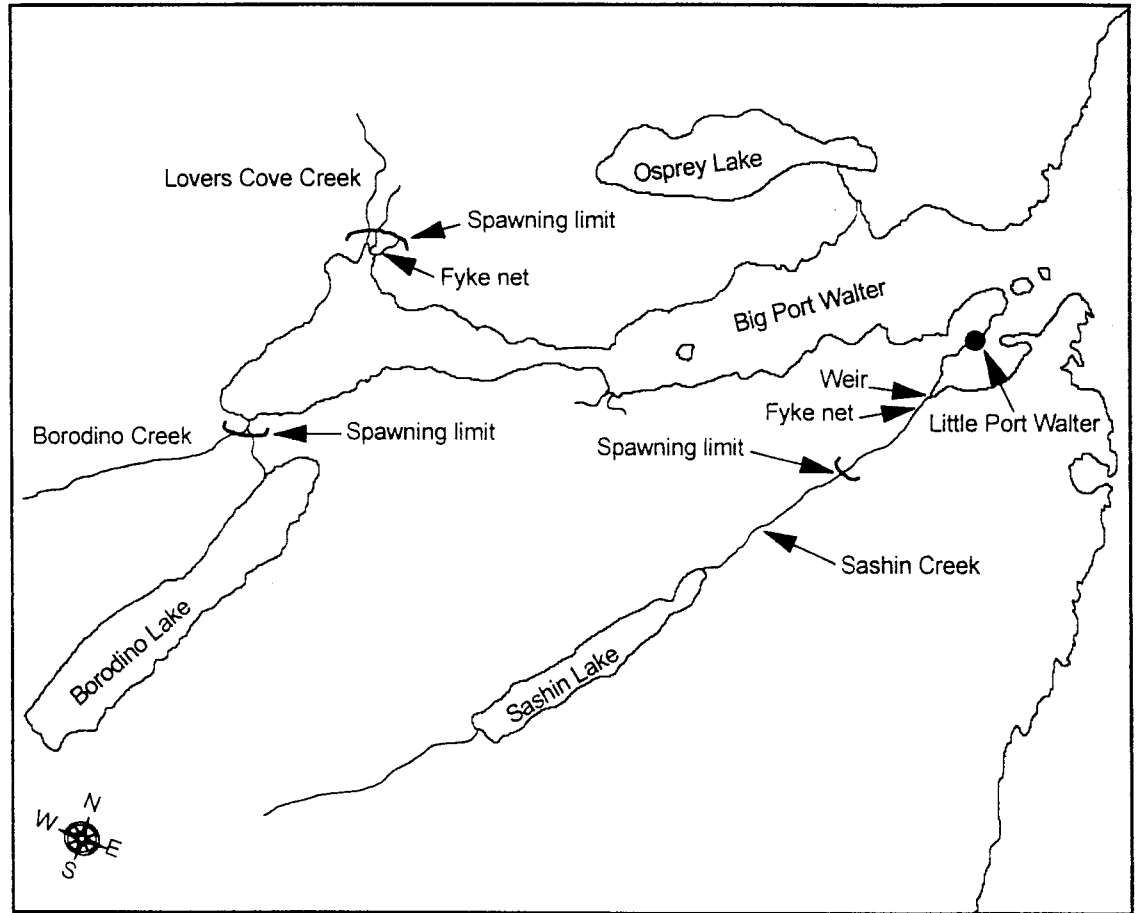 Lovers Cove Creek
Osprey Lake
Spawning limit
Fyke net
Big Port Walter
Weir
Fyke net
Little Port Walter
Borodino Creek
Spawning limit
Spawning limit
Sashin Creek
Borodino Lake
Sashin Lake
N
W
E
S